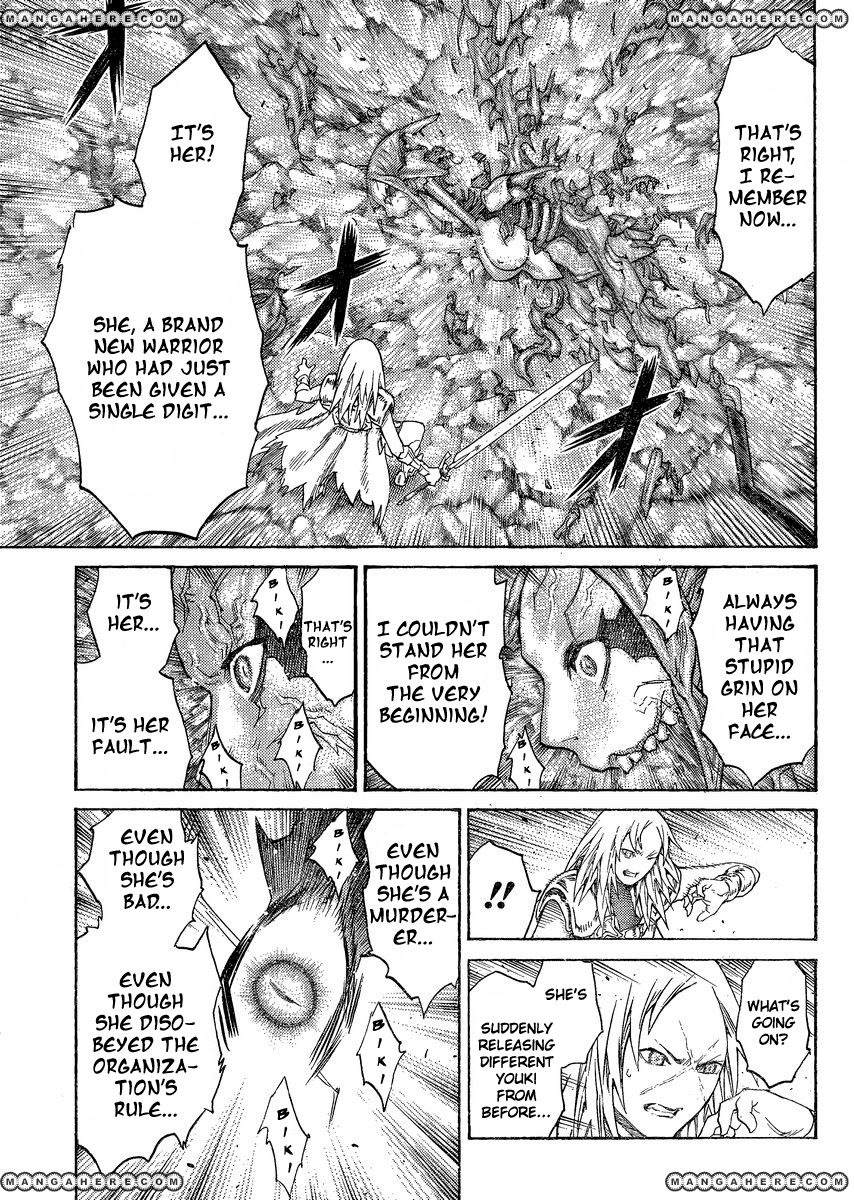 MANGAHERE.COM
MANGAHERE.COM
THAT'S
RIGHT,
I RE-
MEMBER
NOW...
IT'S
HER!
SHE, A BRAND
NEW WARRIOR
WHO HAD JUST
BEEN GIVEN A
SINGLE DIGIT...
ALWAYS
HAVING
THAT
STUPID
GRIN ON
HER
FACE...
BIKI
BIKI
I COULDN'T
STAND HER
FROM
THE VERY
BEGINNING!
THAT'S
RIGHT
...
BIKI
BIKI
BIKI
IT'S
HER...
IT'S HER
FAULT...
!!
WHAT'S
GOING
ON?
SHE'S
SUDDENLY
RELEASING
DIFFERENT
YOUKI
FROM
BEFORE...
EVEN
THOUGH
SHE'S A
MURDER-
ER...
BIKI
BIKI
BIKI
EVEN
THOUGH
SHE'S
BAD...
EVEN
THOUGH
SHE DISO-
BEYED THE
ORGANIZA-
TION'S
RULE...
MANGAHERE.COM
MANGAHERE.COM